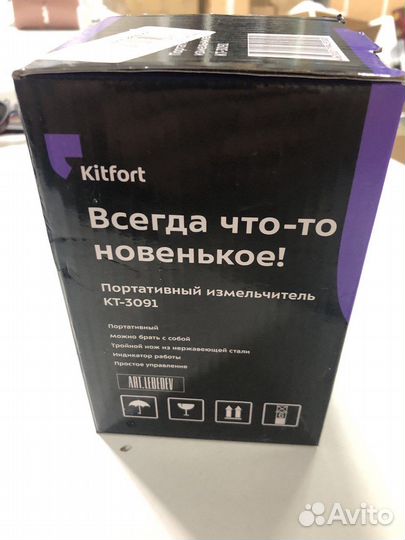 Kitfort
Всегда что-то
новенькое!
Портативный измельчитель
КТ-3091
Портативный
можно брать с собой
Тройной нож из нержавеющей стали
Индикатор работы
Простое управление
ART.LEBEDEV
Avito